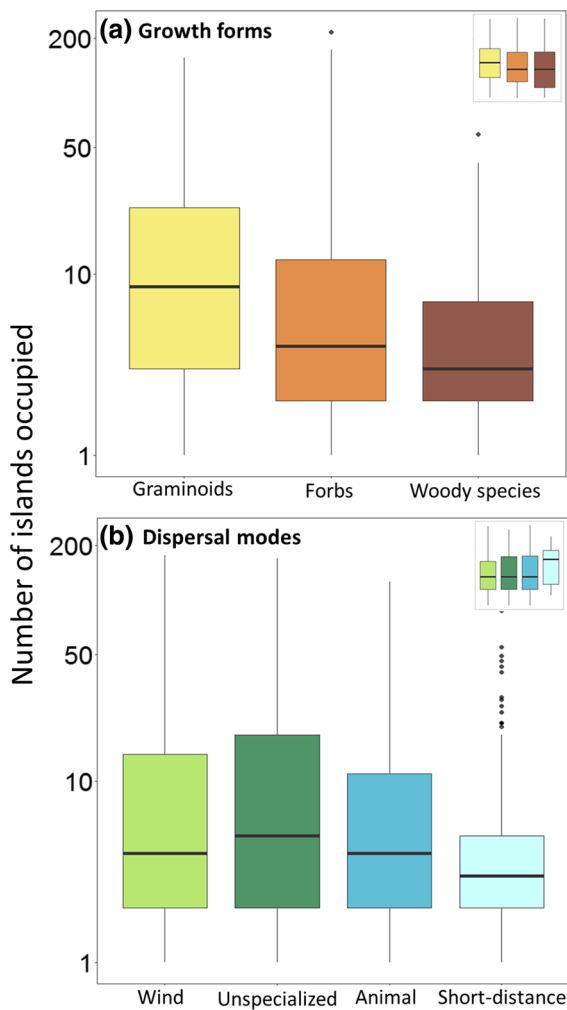 (a) Growth forms
200
50
10
1
Graminoids Forbs Woody species
Number of islands occupied
(b) Dispersal modes
200
50
10
1
Wind Unspecialized Animal Short-distance